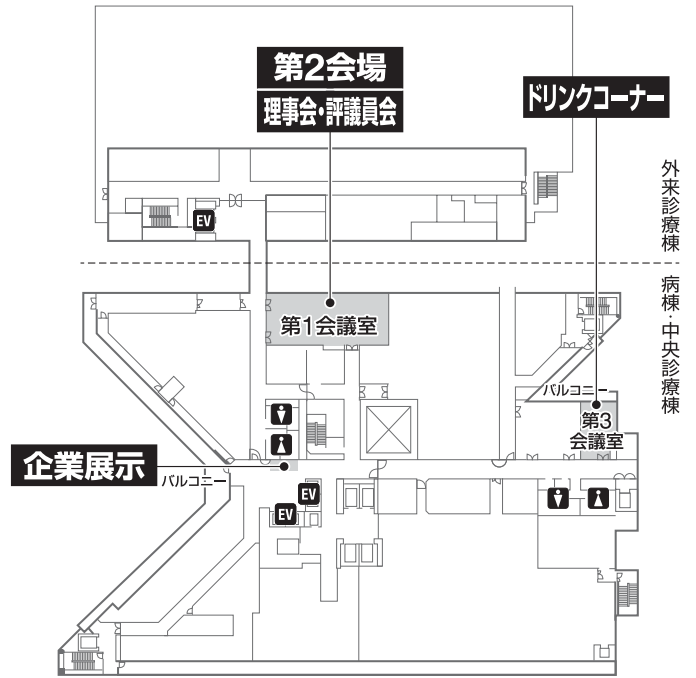 第2会場
理事会・評議員会
ドリンクコーナー
外来診療棟
EV
病棟・中央診療棟
第1会議室
バルコニー
第3
会議室
企業展示
バルコニー
EV
EV